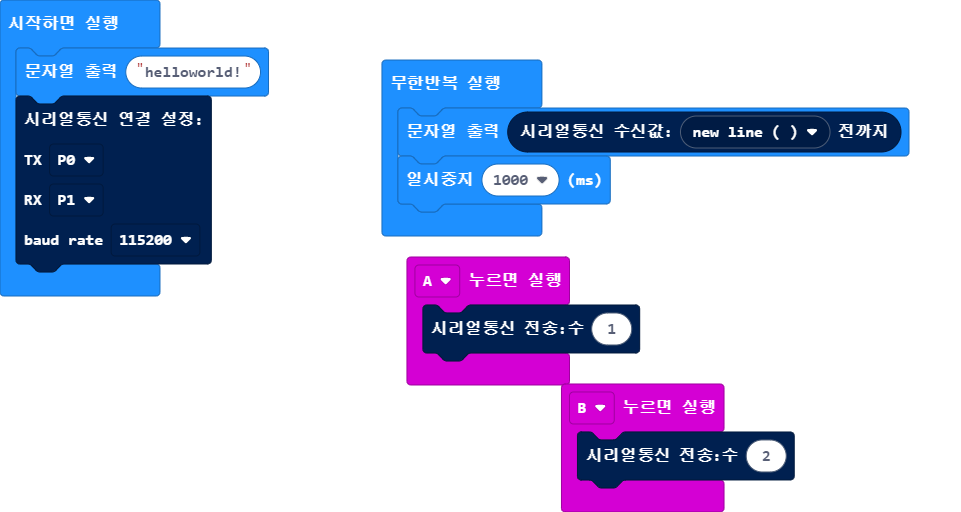 시작하면 실행
문자열 출력 "helloworld!"
시리얼통신 연결 설정:
TX P0
RX P1
baud rate 115200
무한반복 실행
문자열 출력 시리얼통신 수신값: new line ( ) 전까지
일시중지 1000 (ms)
A 누르면 실행
시리얼통신 전송:수 1
B 누르면 실행
시리얼통신 전송:수 2